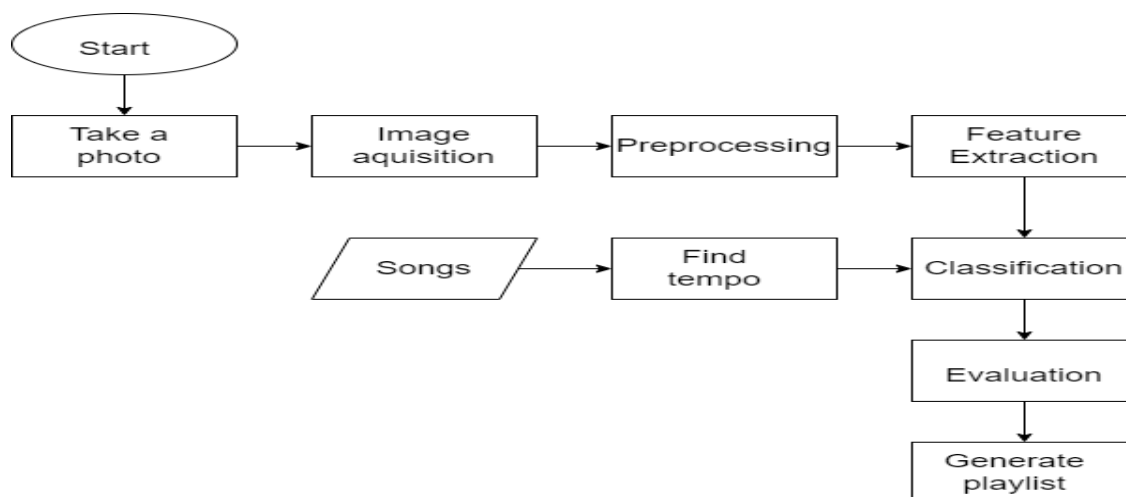 Start
Take a
photo
Image
aquisition
Preprocessing
Feature
Extraction
Songs
Find
tempo
Classification
Evaluation
Generate
playlist